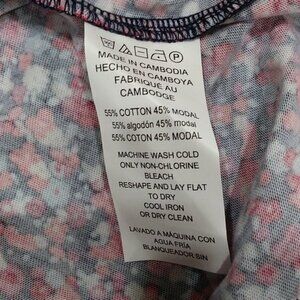 MADE IN CAMBODIA
HECHO EN CAMBOYA
FABRIQUÉ AU
CAMBODGE
55% COTTON 45% MODAL
55% algodón 45% modal
55% COTON 45% MODAL
MACHINE WASH COLD
ONLY NON-CHLORINE
BLEACH
RESHAPE AND LAY FLAT
TO DRY
COOL IRON
OR DRY CLEAN
LAVADO A MÁQUINA CON
AGUA FRÍA
BLANQUEADOR SIN